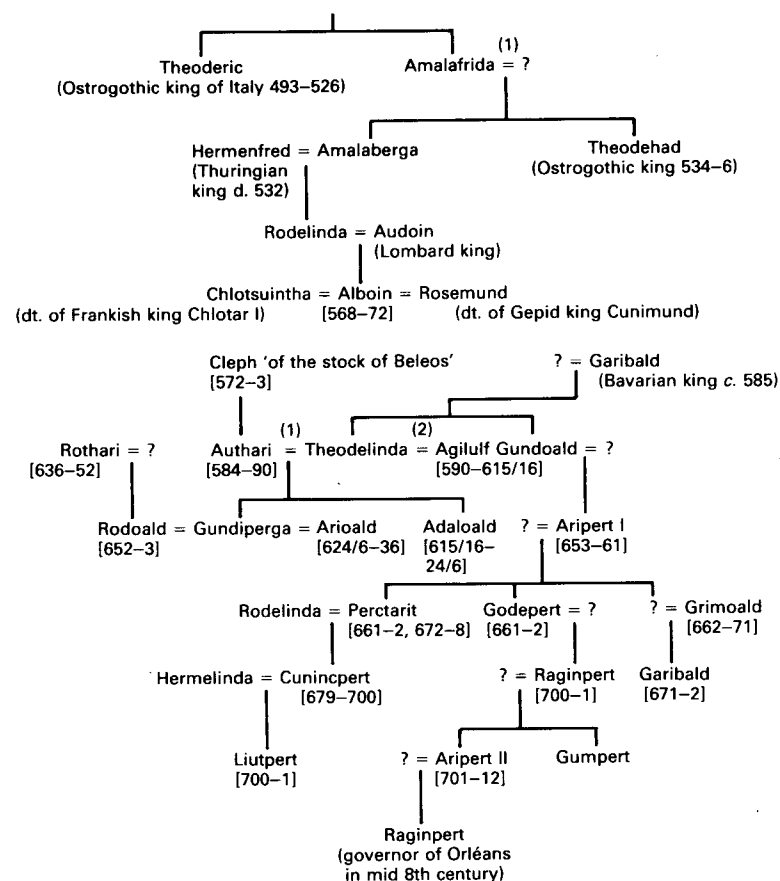 (1)
Theoderic Amalafrida = ?
(Ostrogothic king of Italy 493–526)
Hermenfred = Amalaberga Theodehad
(Thuringian (Ostrogothic king 534–6)
king d. 532)
Rodelinda = Audoin
(Lombard king)
Chlotsuintha = Alboin = Rosemund
(dt. of Frankish king Chlotar I) [568–72] (dt. of Gepid king Cunimund)
Cleph 'of the stock of Beleos' ? = Garibald
[572–3] (Bavarian king c. 585)
(1) (2)
Rothari = ? Authari = Theodelinda = Agilulf Gundoald = ?
[636–52] [584–90] [590–615/16]
Rodoald = Gundiperga = Arioald Adaloald ? = Aripert I
[652–3] [624/6–36] [615/16– [653–61]
24/6]
Rodelinda = Perctarit Godepert = ? ? = Grimoald
[661–2, 672–8] [661–2] [662–71]
Hermelinda = Cunincpert ? = Raginpert Garibald
[679–700] [700–1] [671–2]
Liutpert ? = Aripert II Gumpert
[700–1] [701–12]
Raginpert
(governor of Orléans
in mid 8th century)